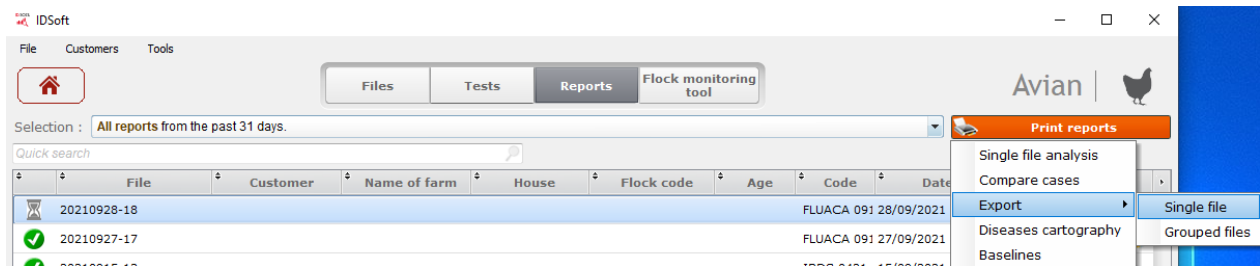 IDSoft
File Customers Tools
Files Tests Reports Flock monitoring tool
Avian
Selection : All reports from the past 31 days.
Print reports
Quick search
File Customer Name of farm House Flock code Age Code Date
20210928-18 FLUACA 091 28/09/2021
20210927-17 FLUACA 091 27/09/2021
Single file analysis
Compare cases
Export
Diseases cartography
Baselines
Single file
Grouped files